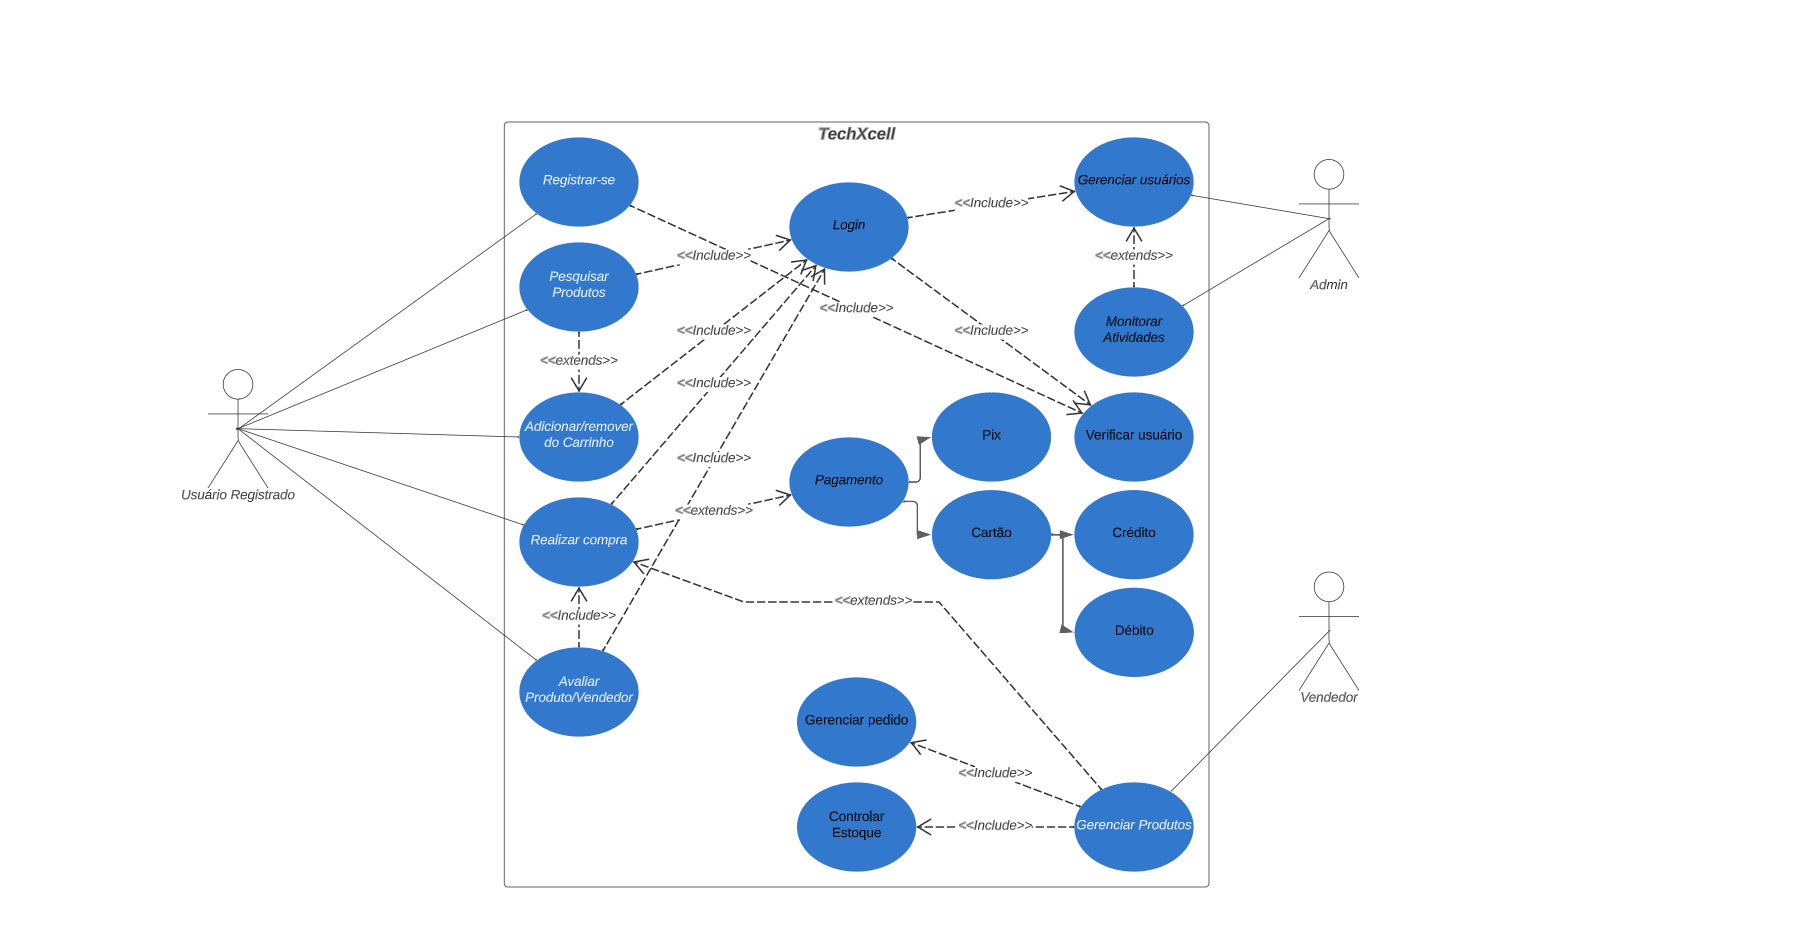 TechXcell
Registrar-se
Login
Gerenciar usuários
<<Include>>
<<Include>>
<<extends>>
Pesquisar
Produtos
Admin
<<Include>>
<<Include>>
<<Include>>
Monitorar
Atividades
<<extends>>
<<Include>>
Adicionar/remover
do Carrinho
Pix
Verificar usuário
<<Include>>
Pagamento
Usuário Registrado
<<extends>>
Realizar compra
Cartão
Crédito
<<extends>>
<<Include>>
Débito
Avaliar
Produto/Vendedor
Vendedor
Gerenciar pedido
<<Include>>
Controlar
Estoque
<<Include>>
Gerenciar Produtos